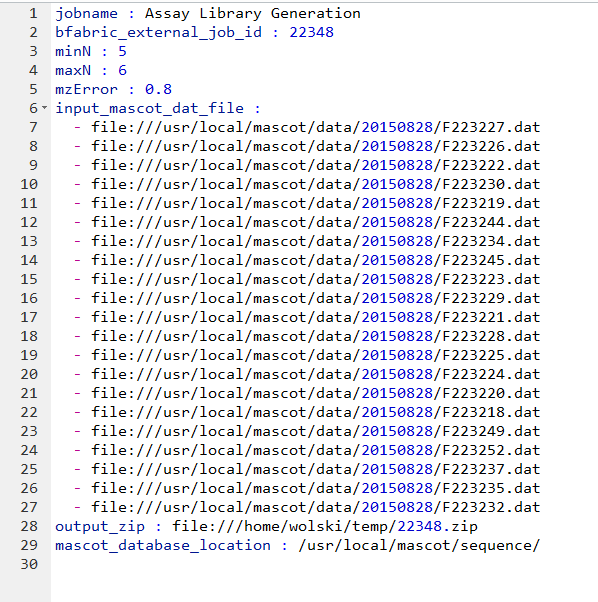 1 jobname : Assay Library Generation
2 bfabric_external_job_id : 22348
3 minN : 5
4 maxN : 6
5 mzError : 0.8
6 input_mascot_dat_file :
7   - file:///usr/local/mascot/data/20150828/F223227.dat
8   - file:///usr/local/mascot/data/20150828/F223226.dat
9   - file:///usr/local/mascot/data/20150828/F223222.dat
10   - file:///usr/local/mascot/data/20150828/F223230.dat
11   - file:///usr/local/mascot/data/20150828/F223219.dat
12   - file:///usr/local/mascot/data/20150828/F223244.dat
13   - file:///usr/local/mascot/data/20150828/F223234.dat
14   - file:///usr/local/mascot/data/20150828/F223245.dat
15   - file:///usr/local/mascot/data/20150828/F223223.dat
16   - file:///usr/local/mascot/data/20150828/F223229.dat
17   - file:///usr/local/mascot/data/20150828/F223221.dat
18   - file:///usr/local/mascot/data/20150828/F223228.dat
19   - file:///usr/local/mascot/data/20150828/F223225.dat
20   - file:///usr/local/mascot/data/20150828/F223224.dat
21   - file:///usr/local/mascot/data/20150828/F223220.dat
22   - file:///usr/local/mascot/data/20150828/F223218.dat
23   - file:///usr/local/mascot/data/20150828/F223249.dat
24   - file:///usr/local/mascot/data/20150828/F223252.dat
25   - file:///usr/local/mascot/data/20150828/F223237.dat
26   - file:///usr/local/mascot/data/20150828/F223235.dat
27   - file:///usr/local/mascot/data/20150828/F223232.dat
28 output_zip : file:///home/wolski/temp/22348.zip
29 mascot_database_location : /usr/local/mascot/sequence/
30